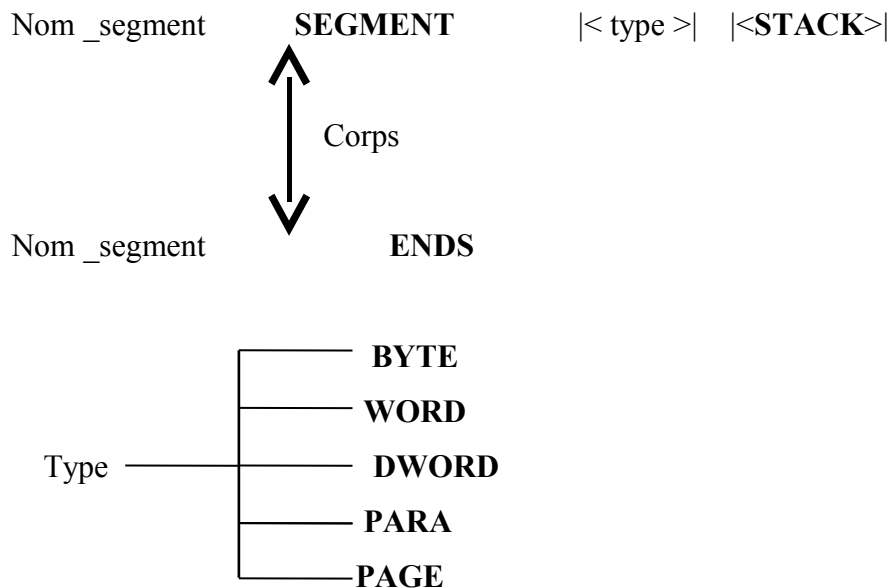 Nom _segment SEGMENT |< type >| |<STACK>|
Corps
Nom _segment ENDS
BYTE
WORD
Type DWORD
PARA
PAGE